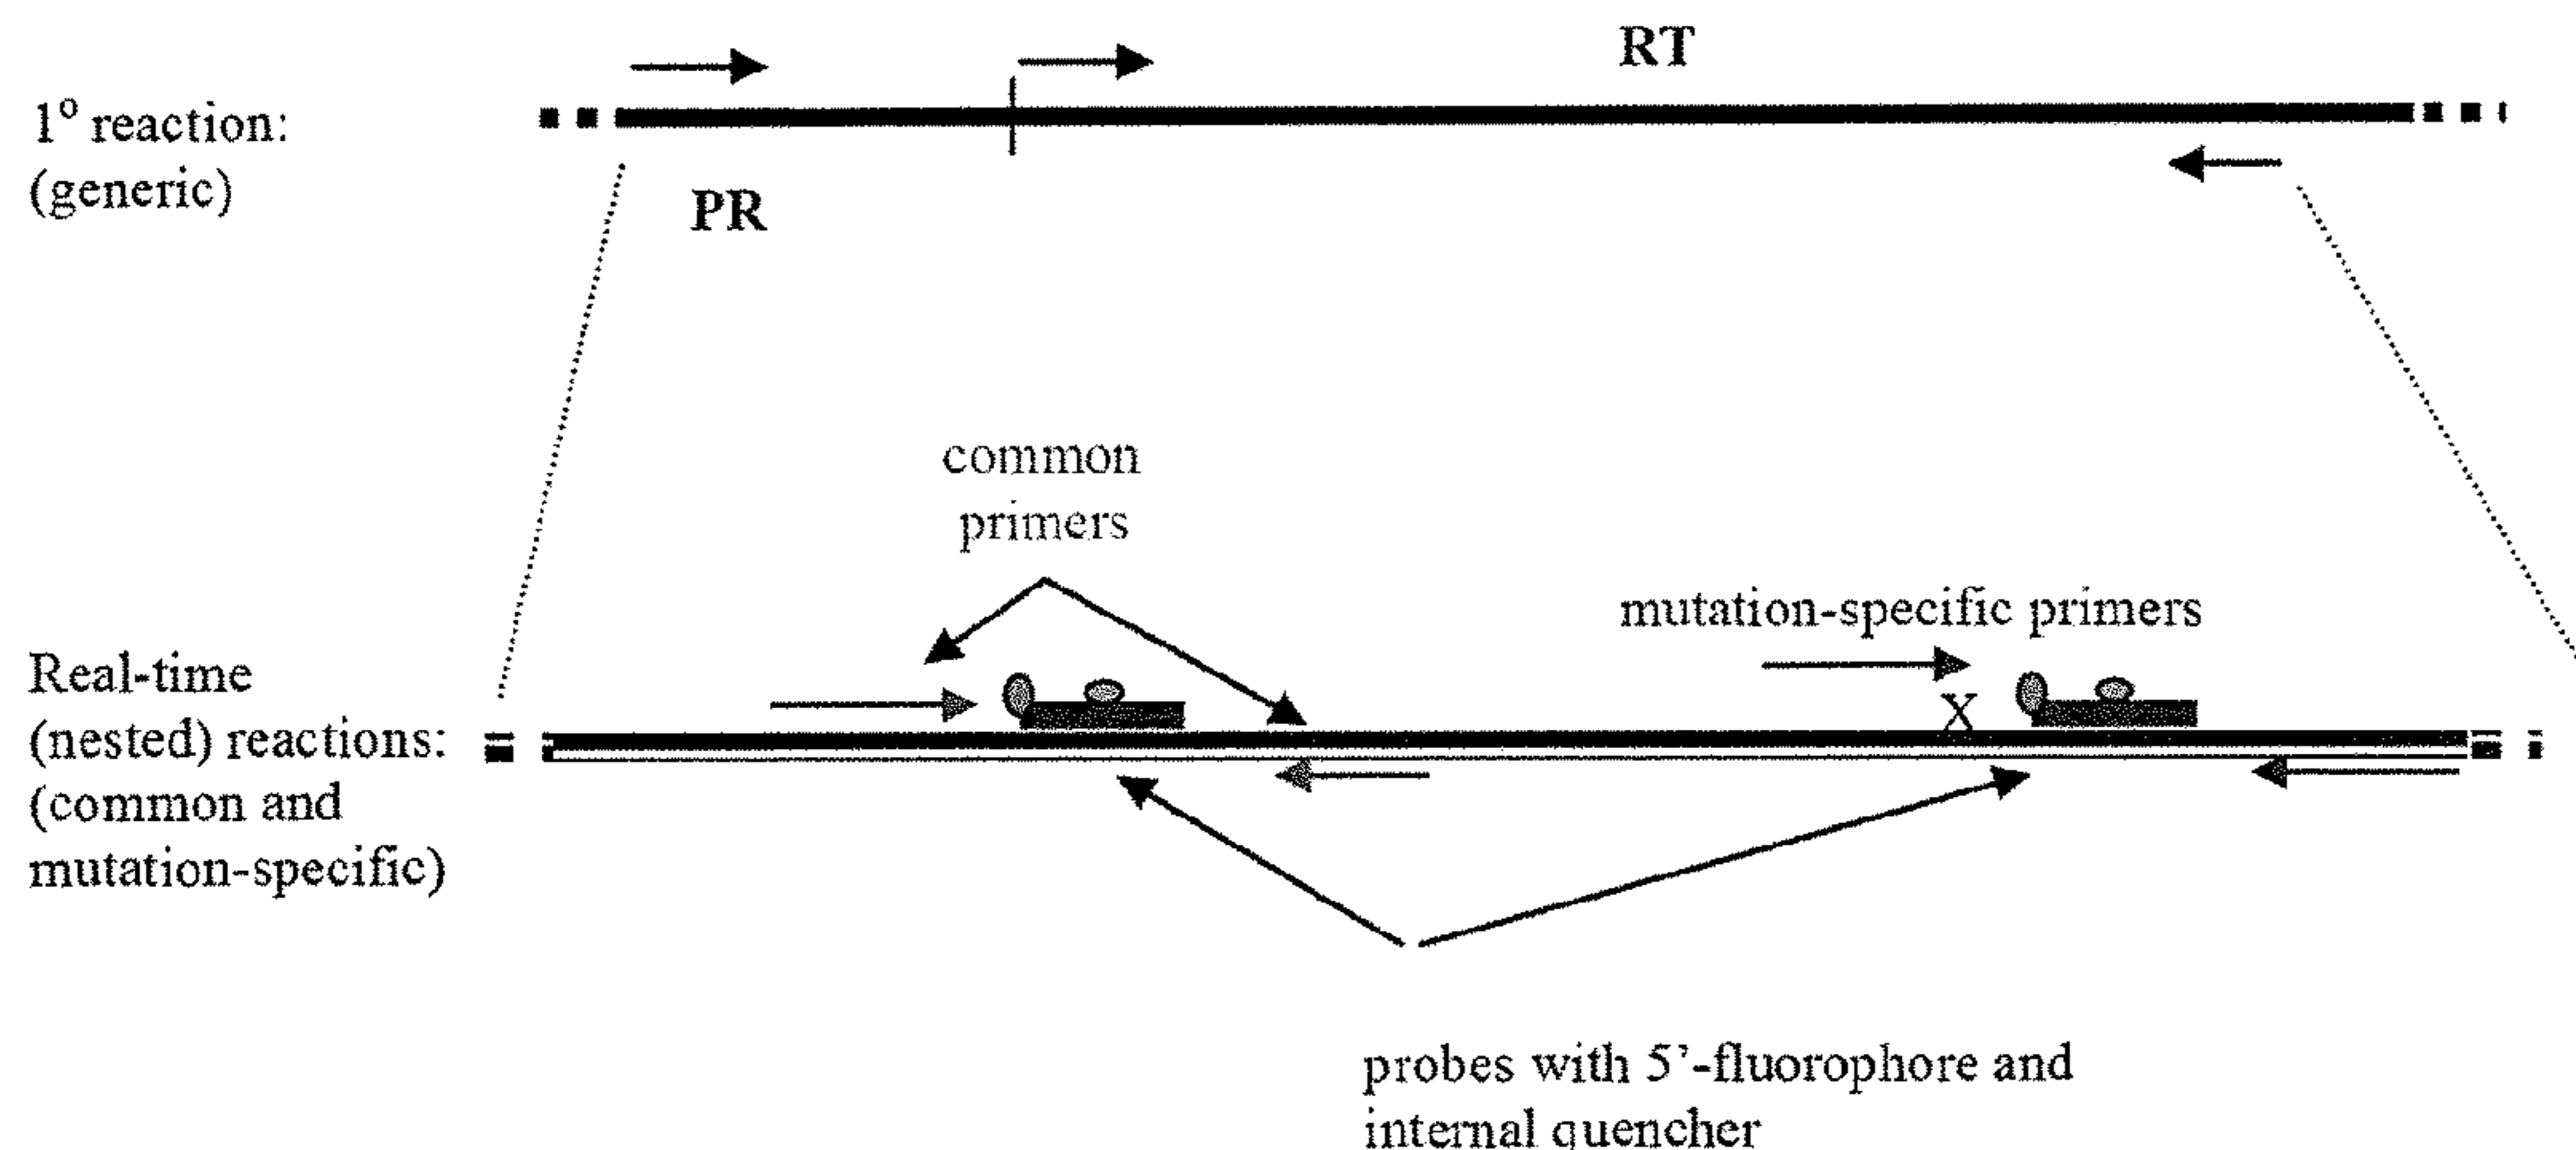 RT
1º reaction:
(generic)
PR
common
primers
mutation-specific primers
Real-time
(nested) reactions:
(common and
mutation-specific)
X
probes with 5’-fluorophore and
internal quencher